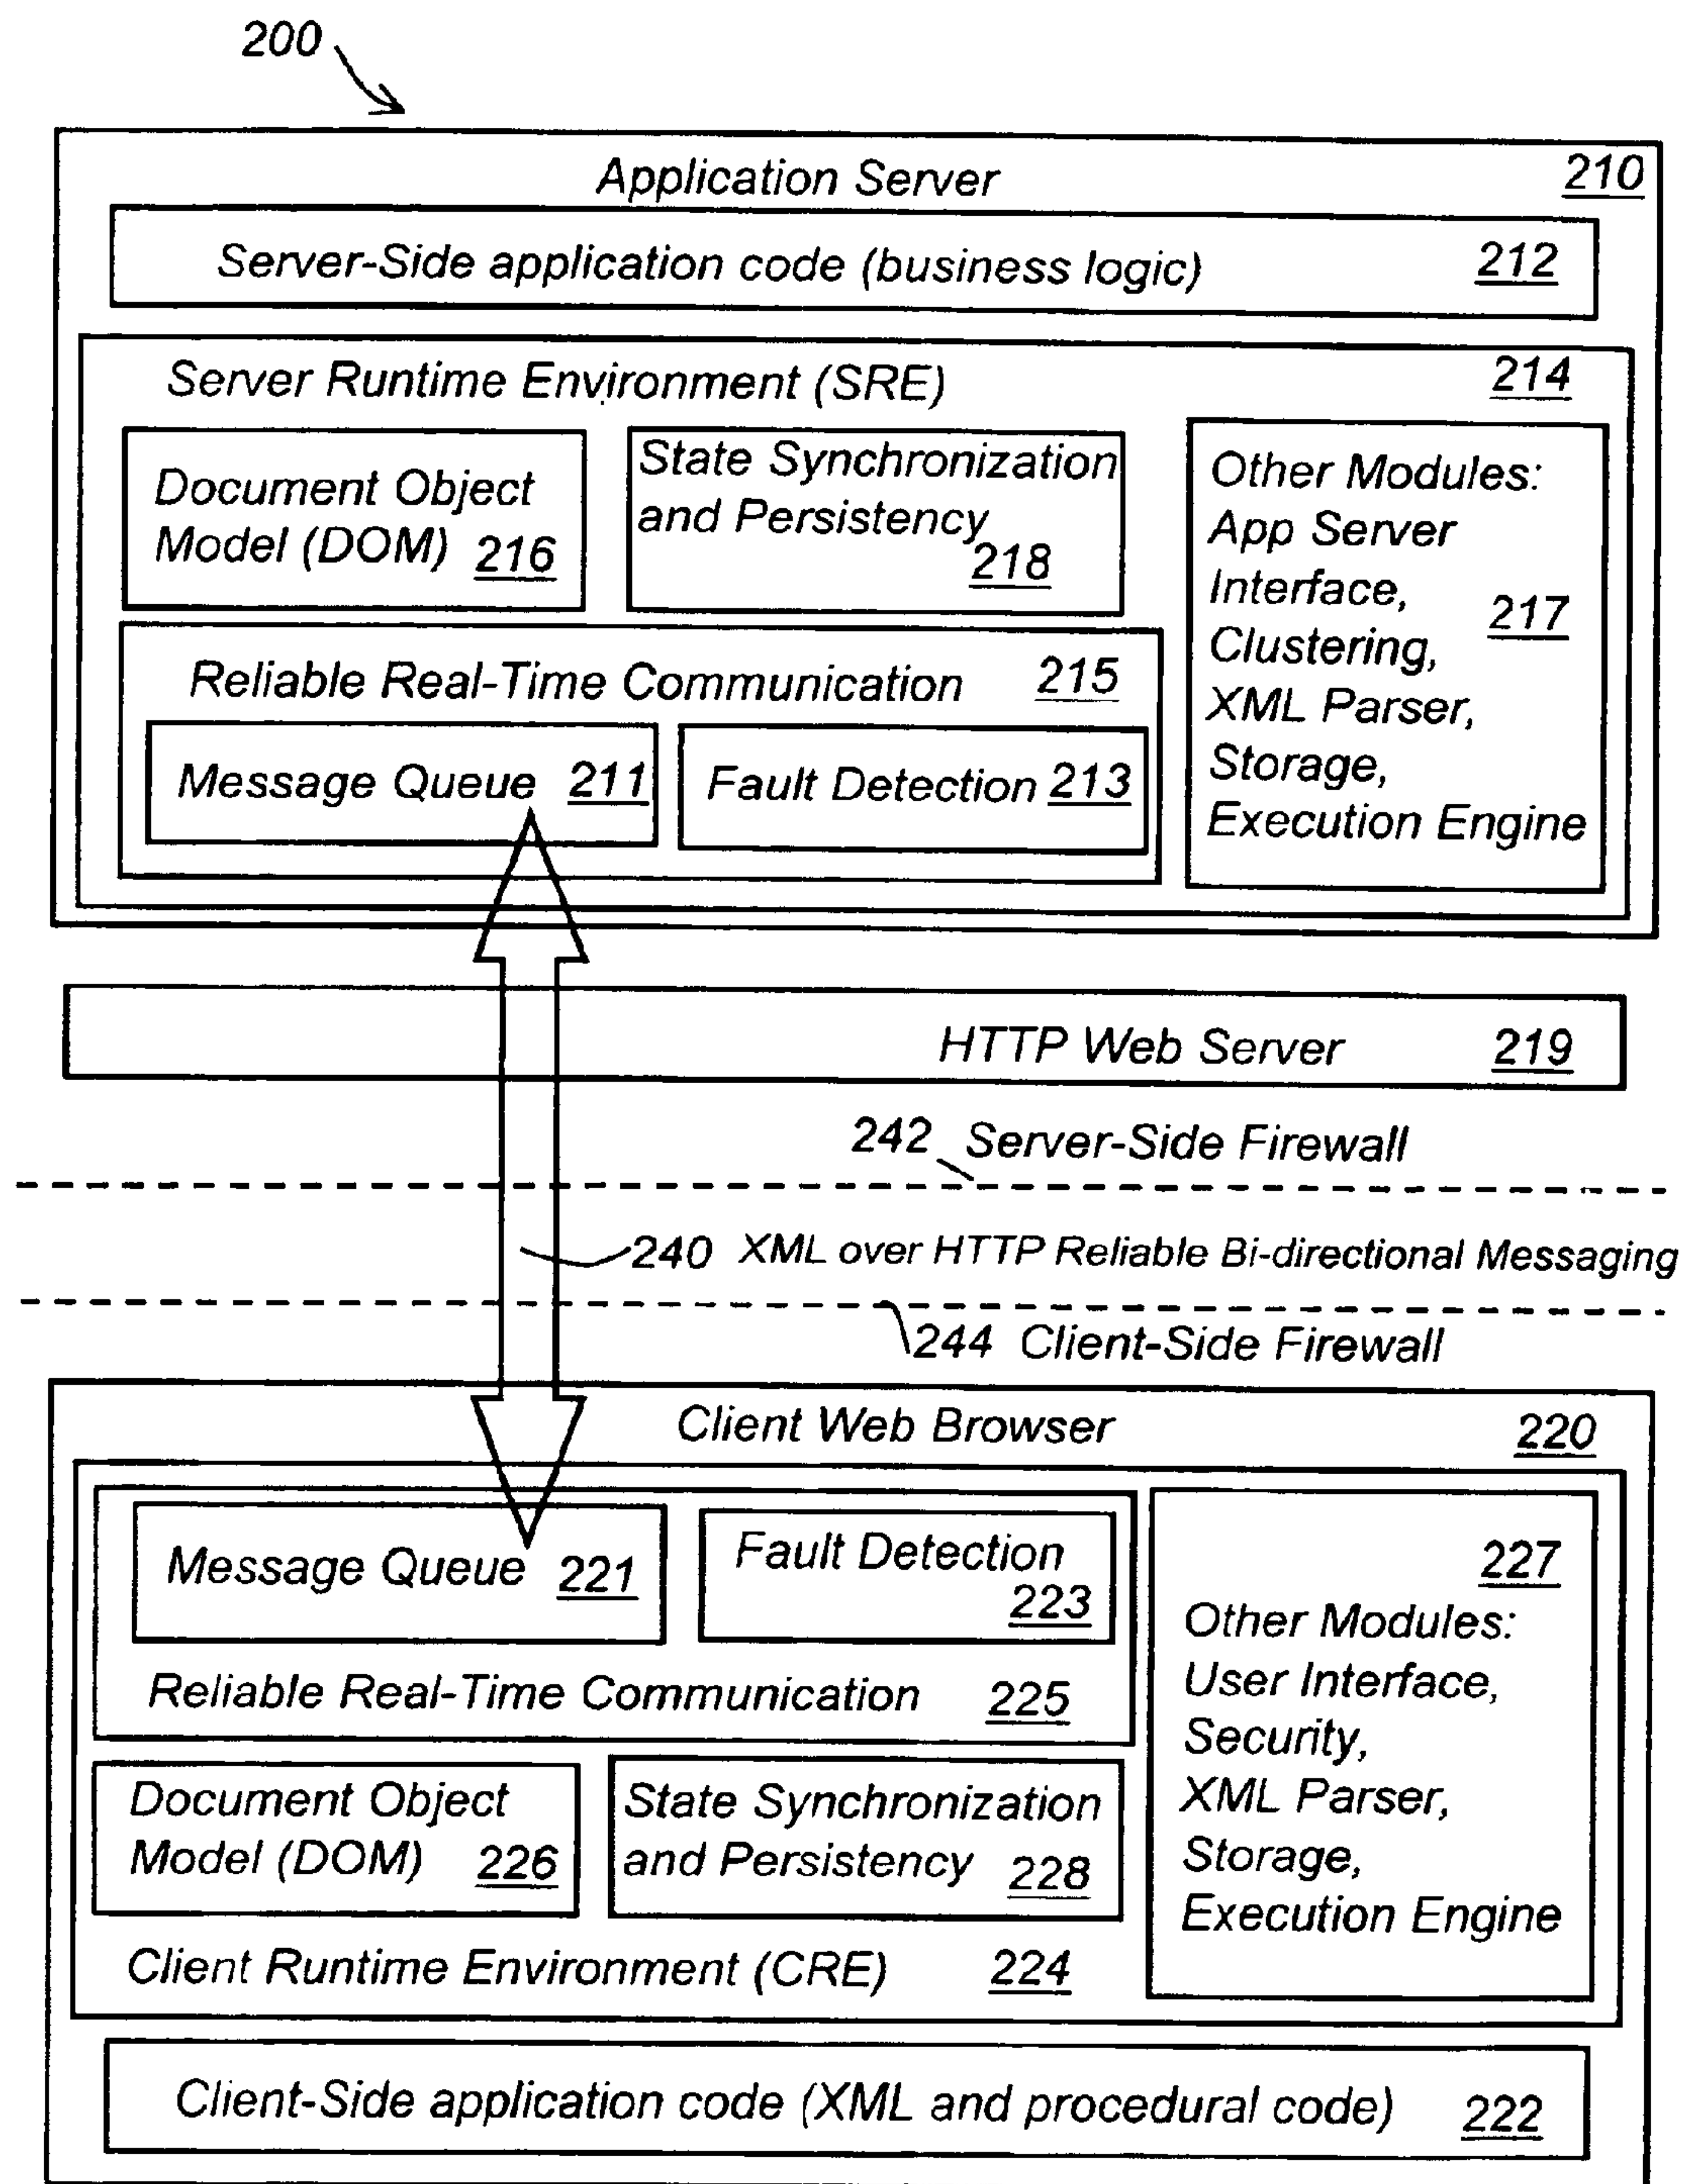 200
Application Server 210
Server-Side application code (business logic) 212
Server Runtime Environment (SRE) 214
Document Object
Model (DOM) 216
State Synchronization
and Persistency
218
Other Modules:
App Server
Interface,
217
Clustering,
XML Parser,
Storage,
Execution Engine
Reliable Real-Time Communication 215
Message Queue 211
Fault Detection 213
HTTP Web Server 219
242 Server-Side Firewall
240 XML over HTTP Reliable Bi-directional Messaging
244 Client-Side Firewall
Client Web Browser 220
Message Queue 221
Fault Detection
223
Reliable Real-Time Communication 225
227
Other Modules:
User Interface,
Security,
XML Parser,
Storage,
Execution Engine
Document Object
Model (DOM) 226
State Synchronization
and Persistency 228
Client Runtime Environment (CRE) 224
Client-Side application code (XML and procedural code) 222